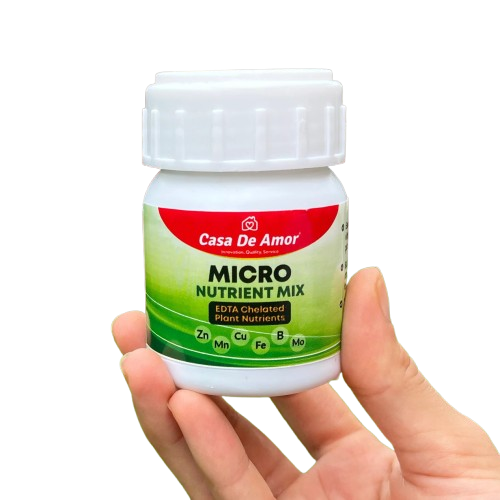 Casa De Amor
Innovation, Quality, Service
MICRO
NUTRIENT MIX
EDTA Chelated
Plant Nutrients
Zn Mn Cu Fe B Mo